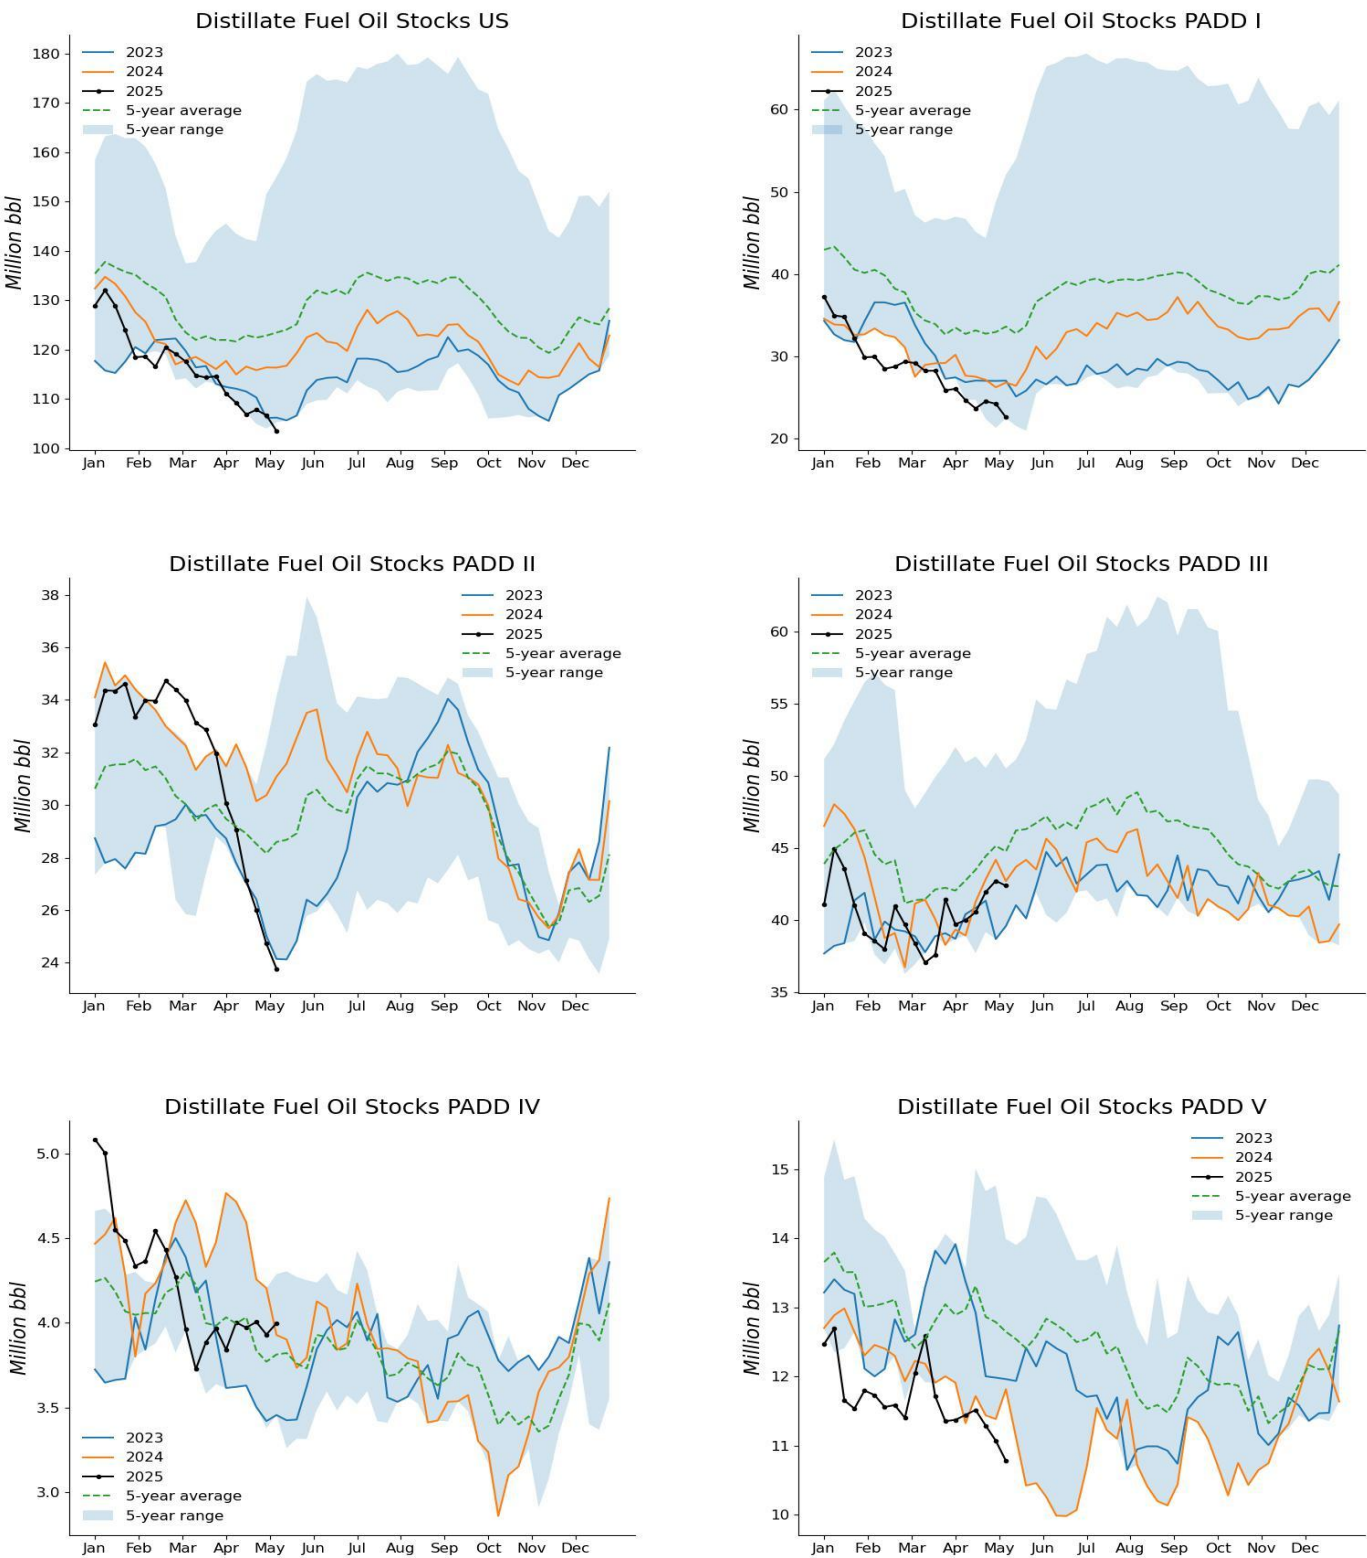 Distillate Fuel Oil Stocks US
2023
2024
2025
5-year average
5-year range
Million bbl
180
170
160
150
140
130
120
110
100
Jan Feb Mar Apr May Jun Jul Aug Sep Oct Nov Dec
Distillate Fuel Oil Stocks PADD I
2023
2024
2025
5-year average
5-year range
Million bbl
60
50
40
30
20
Jan Feb Mar Apr May Jun Jul Aug Sep Oct Nov Dec
Distillate Fuel Oil Stocks PADD II
2023
2024
2025
5-year average
5-year range
Million bbl
38
36
34
32
30
28
26
24
Jan Feb Mar Apr May Jun Jul Aug Sep Oct Nov Dec
Distillate Fuel Oil Stocks PADD III
2023
2024
2025
5-year average
5-year range
Million bbl
60
55
50
45
40
35
Jan Feb Mar Apr May Jun Jul Aug Sep Oct Nov Dec
Distillate Fuel Oil Stocks PADD IV
Million bbl
5.0
4.5
4.0
3.5
3.0
2023
2024
2025
5-year average
5-year range
Jan Feb Mar Apr May Jun Jul Aug Sep Oct Nov Dec
Distillate Fuel Oil Stocks PADD V
2023
2024
2025
5-year average
5-year range
Million bbl
15
14
13
12
11
10
Jan Feb Mar Apr May Jun Jul Aug Sep Oct Nov Dec